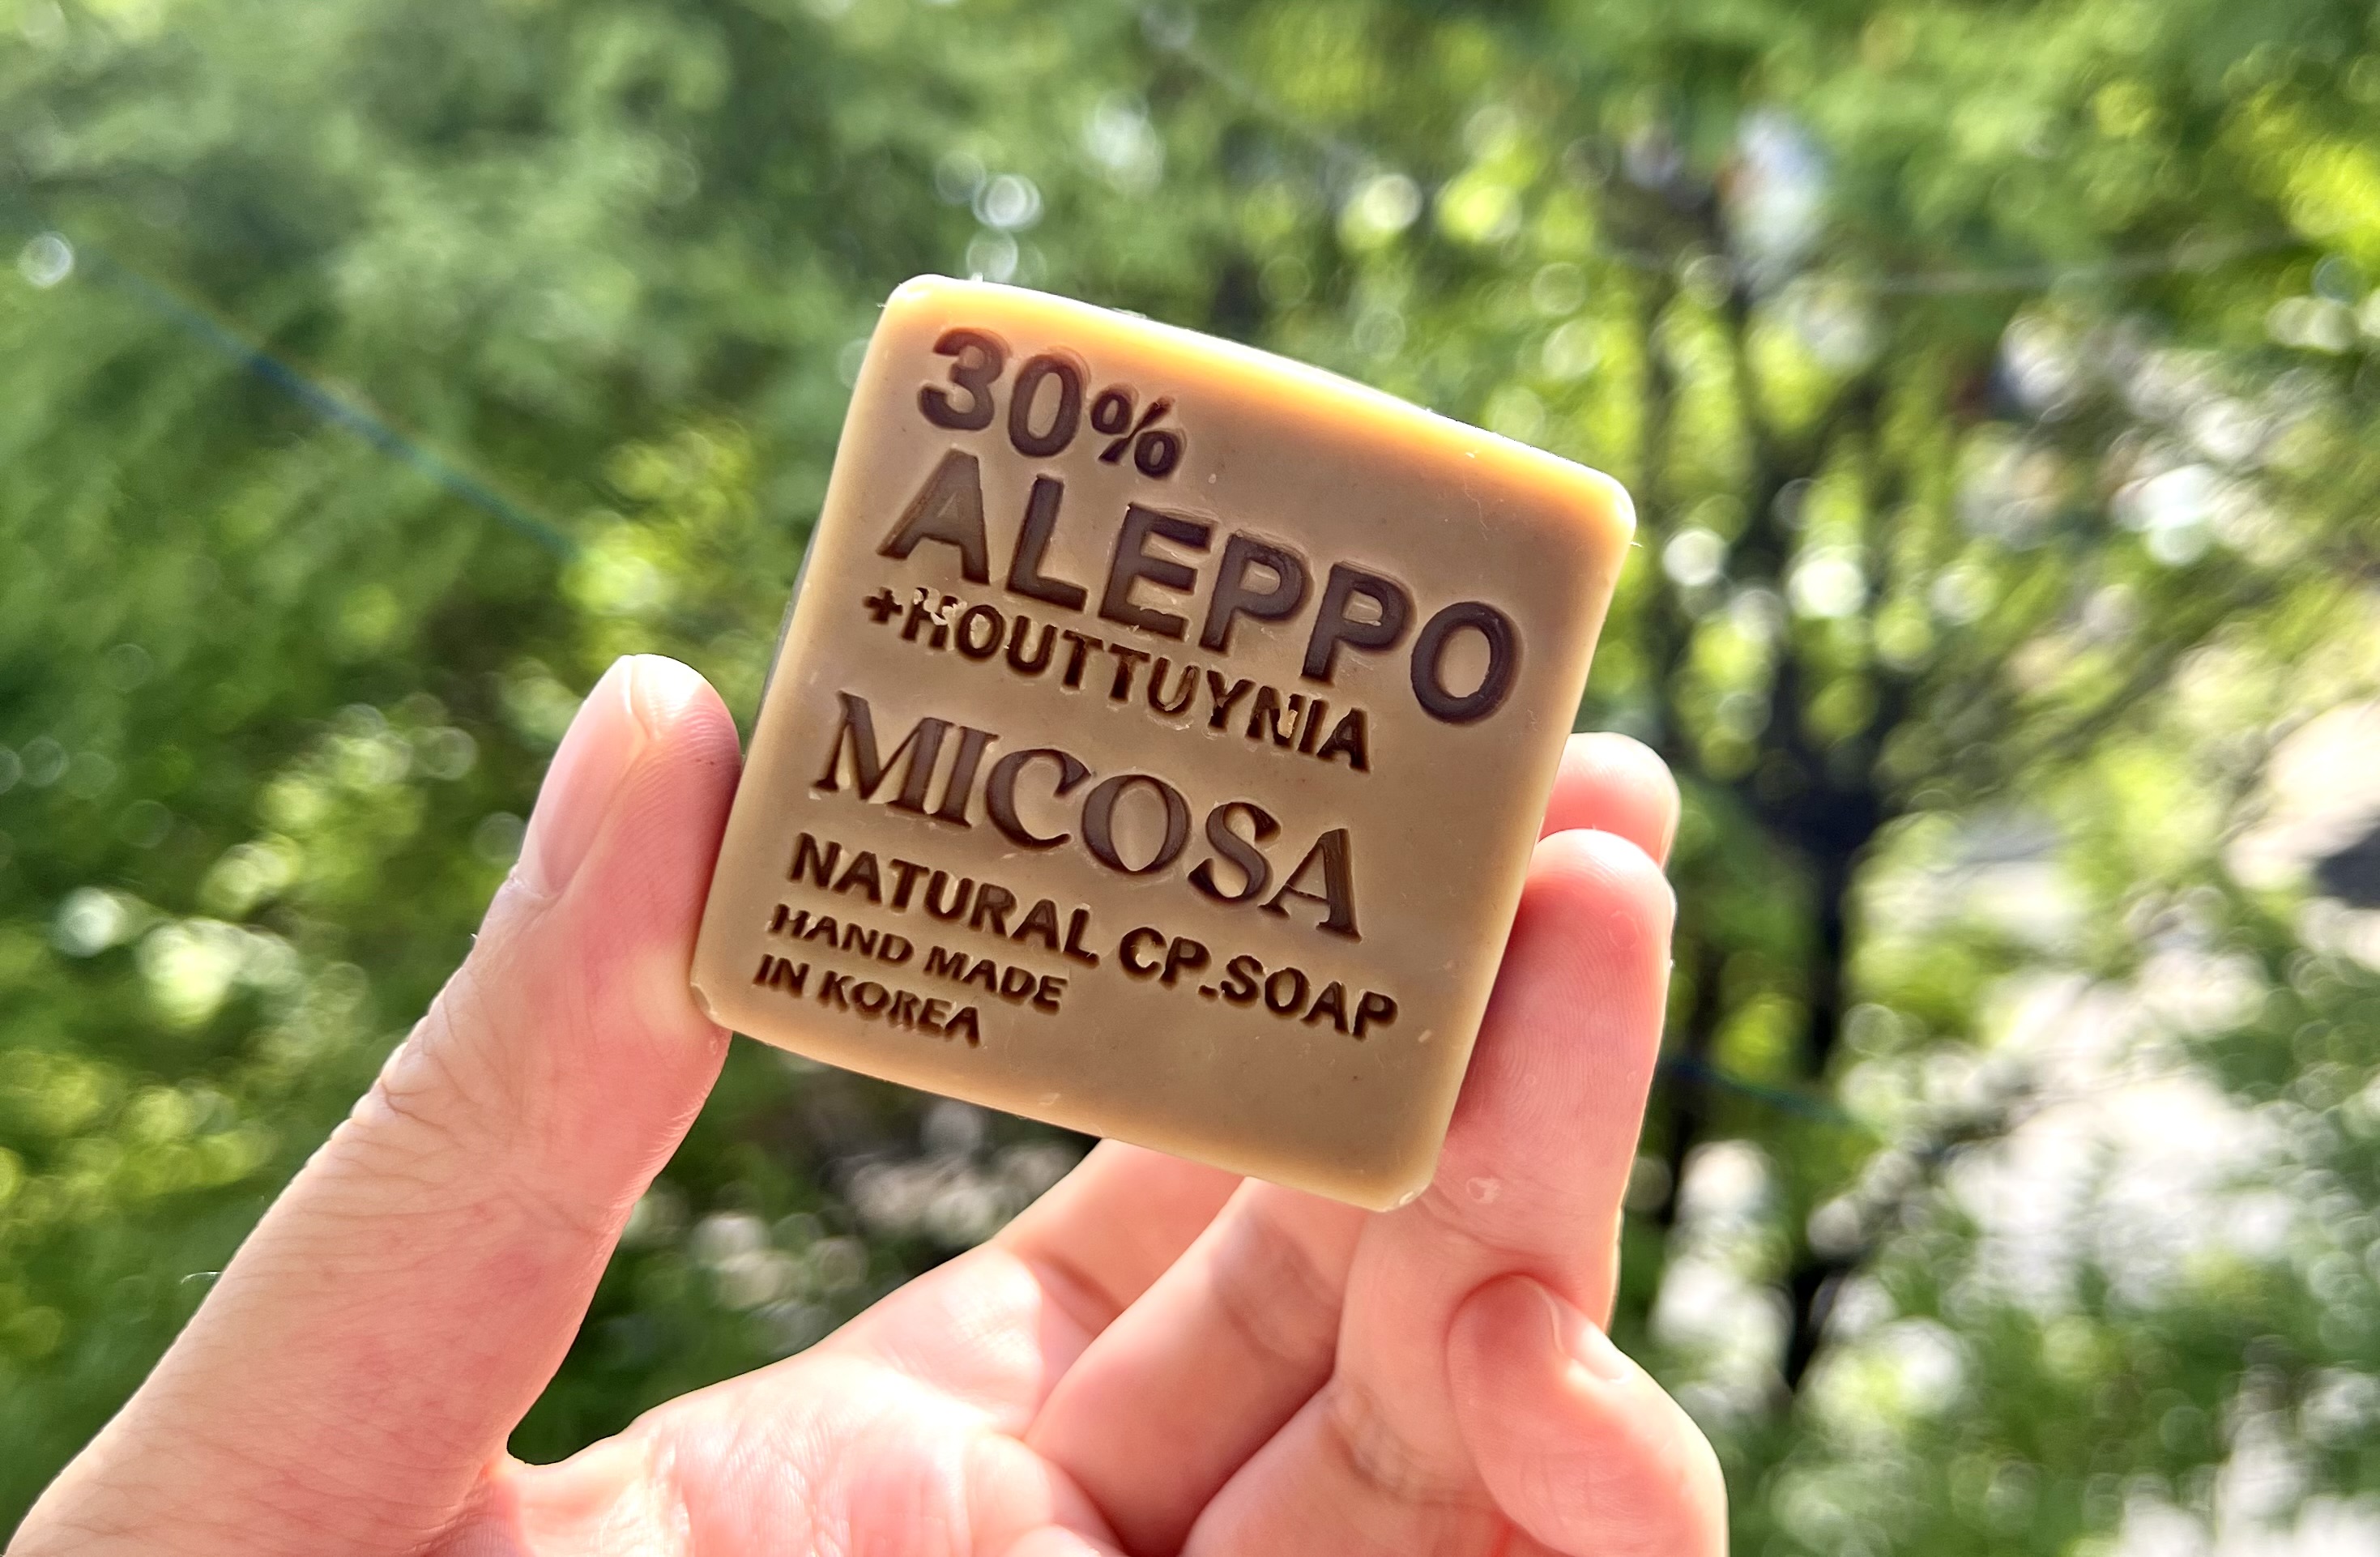 30%
ALEPPO
+HOUTTUYNIA
MICOSA
NATURAL CP.SOAP
HAND MADE
IN KOREA